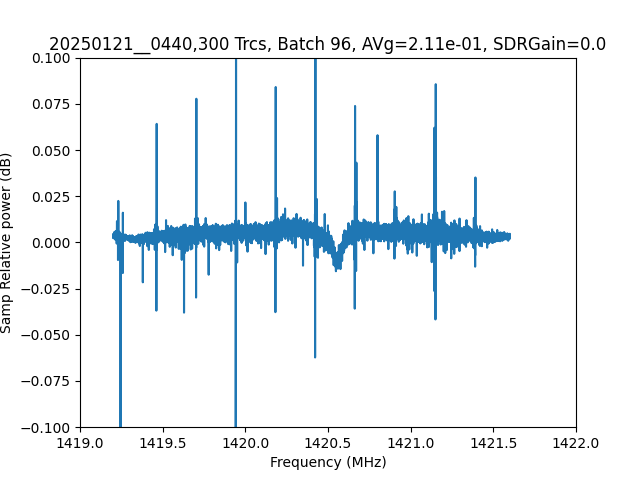 20250121__0440,300 Trcs, Batch 96, AVg=2.11e-01, SDRGain=0.0
0.100
0.075
0.050
0.025
0.000
−0.025
−0.050
−0.075
−0.100
Samp Relative power (dB)
1419.0 1419.5 1420.0 1420.5 1421.0 1421.5 1422.0
Frequency (MHz)